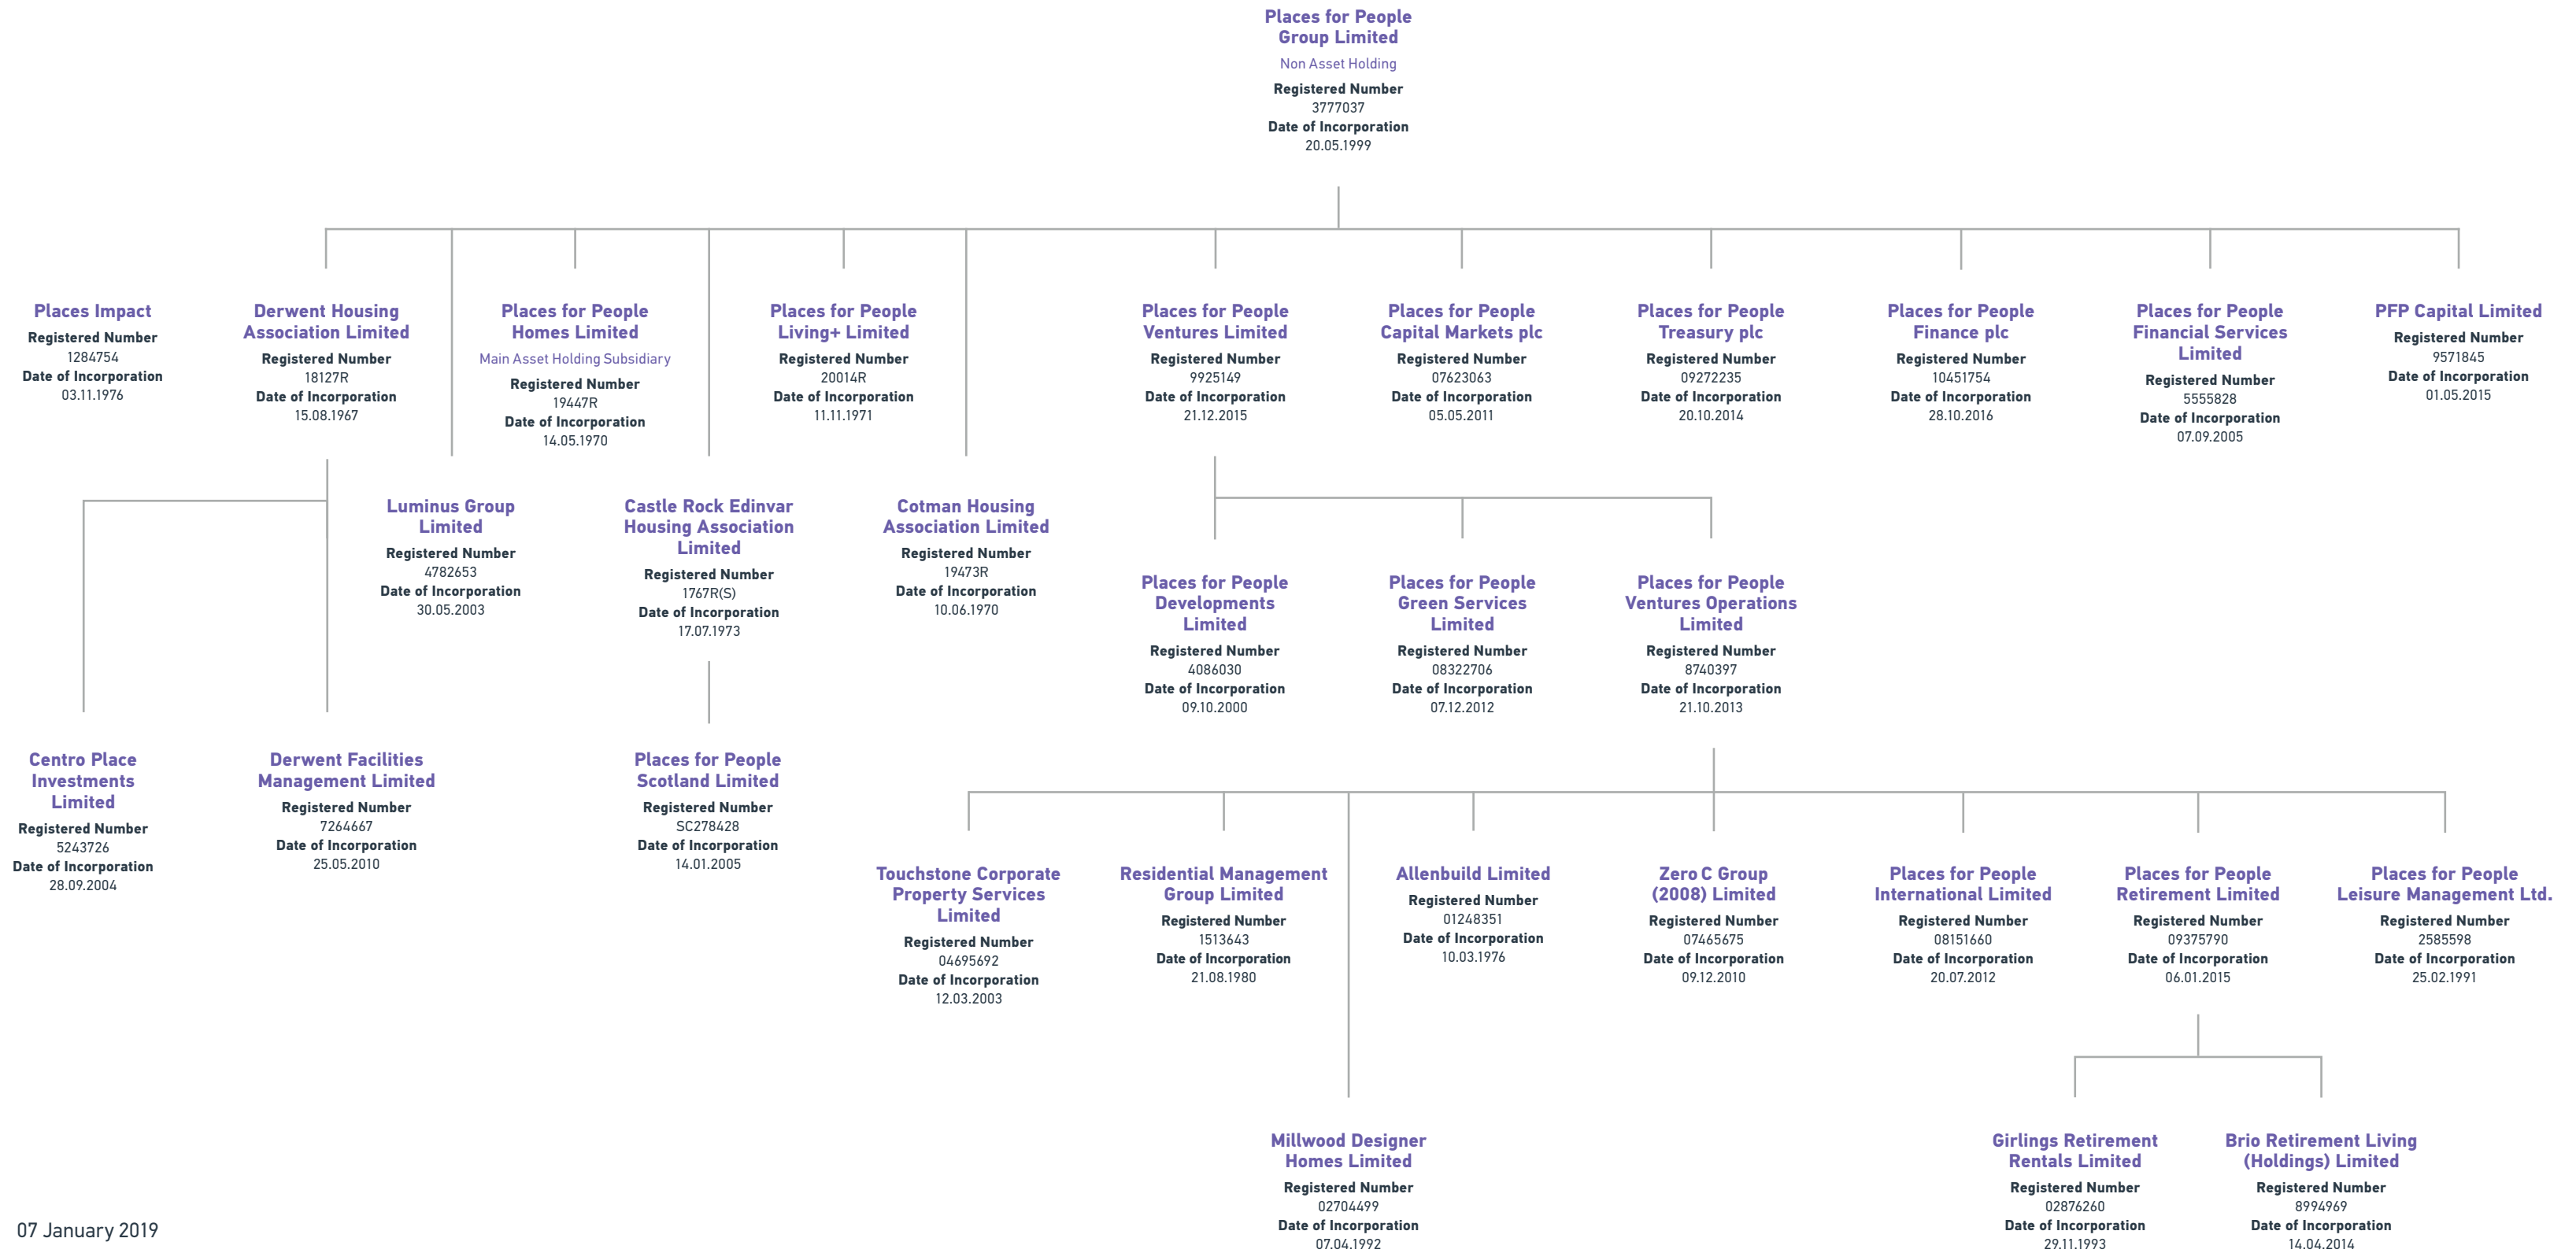 Places for People
Group Limited
Non Asset Holding
Registered Number
3777037
Date of Incorporation
20.05.1999
Places Impact
Registered Number
1284754
Date of Incorporation
03.11.1976
Derwent Housing
Association Limited
Registered Number
18127R
Date of Incorporation
15.08.1967
Places for People
Homes Limited
Main Asset Holding Subsidiary
Registered Number
19447R
Date of Incorporation
14.05.1970
Places for People
Living+ Limited
Registered Number
20014R
Date of Incorporation
11.11.1971
Places for People
Ventures Limited
Registered Number
9925149
Date of Incorporation
21.12.2015
Places for People
Capital Markets plc
Registered Number
07623063
Date of Incorporation
05.05.2011
Places for People
Treasury plc
Registered Number
09272235
Date of Incorporation
20.10.2014
Places for People
Finance plc
Registered Number
10451754
Date of Incorporation
28.10.2016
Places for People
Financial Services
Limited
Registered Number
5555828
Date of Incorporation
07.09.2005
PFP Capital Limited
Registered Number
9571845
Date of Incorporation
01.05.2015
Luminus Group
Limited
Registered Number
4782653
Date of Incorporation
30.05.2003
Castle Rock Edinvar
Housing Association
Limited
Registered Number
1767R(S)
Date of Incorporation
17.07.1973
Cotman Housing
Association Limited
Registered Number
19473R
Date of Incorporation
10.06.1970
Places for People
Developments
Limited
Registered Number
4086030
Date of Incorporation
09.10.2000
Places for People
Green Services
Limited
Registered Number
08322706
Date of Incorporation
07.12.2012
Places for People
Ventures Operations
Limited
Registered Number
8740397
Date of Incorporation
21.10.2013
Centro Place
Investments
Limited
Registered Number
5243726
Date of Incorporation
28.09.2004
Derwent Facilities
Management Limited
Registered Number
7264667
Date of Incorporation
25.05.2010
Places for People
Scotland Limited
Registered Number
SC278428
Date of Incorporation
14.01.2005
Touchstone Corporate
Property Services
Limited
Registered Number
04695692
Date of Incorporation
12.03.2003
Residential Management
Group Limited
Registered Number
1513643
Date of Incorporation
21.08.1980
Allenbuild Limited
Registered Number
01248351
Date of Incorporation
10.03.1976
Zero C Group
(2008) Limited
Registered Number
07465675
Date of Incorporation
09.12.2010
Places for People
International Limited
Registered Number
08151660
Date of Incorporation
20.07.2012
Places for People
Retirement Limited
Registered Number
09375790
Date of Incorporation
06.01.2015
Places for People
Leisure Management Ltd.
Registered Number
2585598
Date of Incorporation
25.02.1991
Millwood Designer
Homes Limited
Registered Number
02704499
Date of Incorporation
07.04.1992
Girlings Retirement
Rentals Limited
Registered Number
02876260
Date of Incorporation
29.11.1993
Brio Retirement Living
(Holdings) Limited
Registered Number
8994969
Date of Incorporation
14.04.2014
07 January 2019